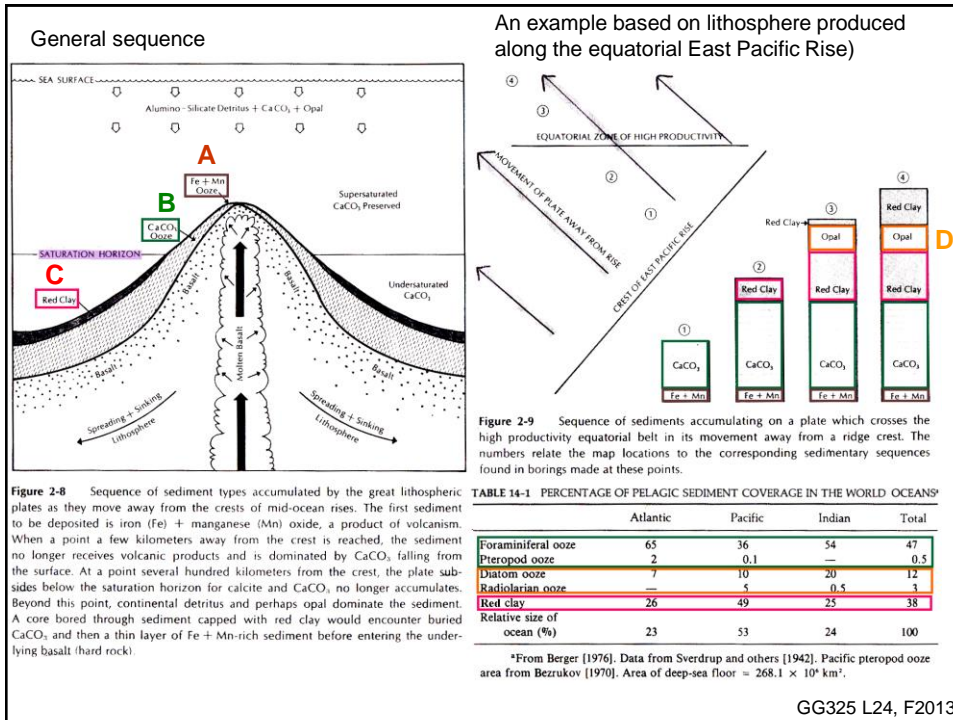 General sequence
An example based on lithosphere produced
along the equatorial East Pacific Rise)
SEA SURFACE
Alumino - Silicate Detritus + CaCO₃ + Opal
A
Fe + Mn
Ooze
B
CaCO₃
Ooze
Supersaturated
CaCO₃ Preserved
SATURATION HORIZON
C
Red Clay
Undersaturated
CaCO₃
Basalt
Basalt
Basalt
Basalt
Molten Basalt
Spreading + Sinking
Lithosphere
Spreading + Sinking
Lithosphere
④
③
EQUATORIAL ZONE OF HIGH PRODUCTIVITY
MOVEMENT OF PLATE AWAY FROM RISE
②
①
CREST OF EAST PACIFIC RISE
①
CaCO₃
Fe + Mn
②
Red Clay
CaCO₃
Fe + Mn
③
Red Clay
Opal
Red Clay
CaCO₃
Fe + Mn
④
Red Clay
Opal
D
Red Clay
CaCO₃
Fe + Mn
Figure 2-8 Sequence of sediment types accumulated by the great lithospheric
plates as they move away from the crests of mid-ocean rises. The first sediment
to be deposited is iron (Fe) + manganese (Mn) oxide, a product of volcanism.
When a point a few kilometers away from the crest is reached, the sediment
no longer receives volcanic products and is dominated by CaCO₃ falling from
the surface. At a point several hundred kilometers from the crest, the plate sub-
sides below the saturation horizon for calcite and CaCO₃ no longer accumulates.
Beyond this point, continental detritus and perhaps opal dominate the sediment.
A core bored through sediment capped with red clay would encounter buried
CaCO₃ and then a thin layer of Fe + Mn-rich sediment before entering the under-
lying basalt (hard rock).
Figure 2-9 Sequence of sediments accumulating on a plate which crosses the
high productivity equatorial belt in its movement away from a ridge crest. The
numbers relate the map locations to the corresponding sedimentary sequences
found in borings made at these points.
TABLE 14-1 PERCENTAGE OF PELAGIC SEDIMENT COVERAGE IN THE WORLD OCEANSᵃ
Atlantic Pacific Indian Total
Foraminiferal ooze 65 36 54 47
Pteropod ooze 2 0.1 — 0.5
Diatom ooze 7 10 20 12
Radiolarian ooze — 5 0.5 3
Red clay 26 49 25 38
Relative size of
ocean (%) 23 53 24 100
ᵃFrom Berger [1976]. Data from Sverdrup and others [1942]. Pacific pteropod ooze
area from Bezrukov [1970]. Area of deep-sea floor = 268.1 × 10⁶ km².
GG325 L24, F2013